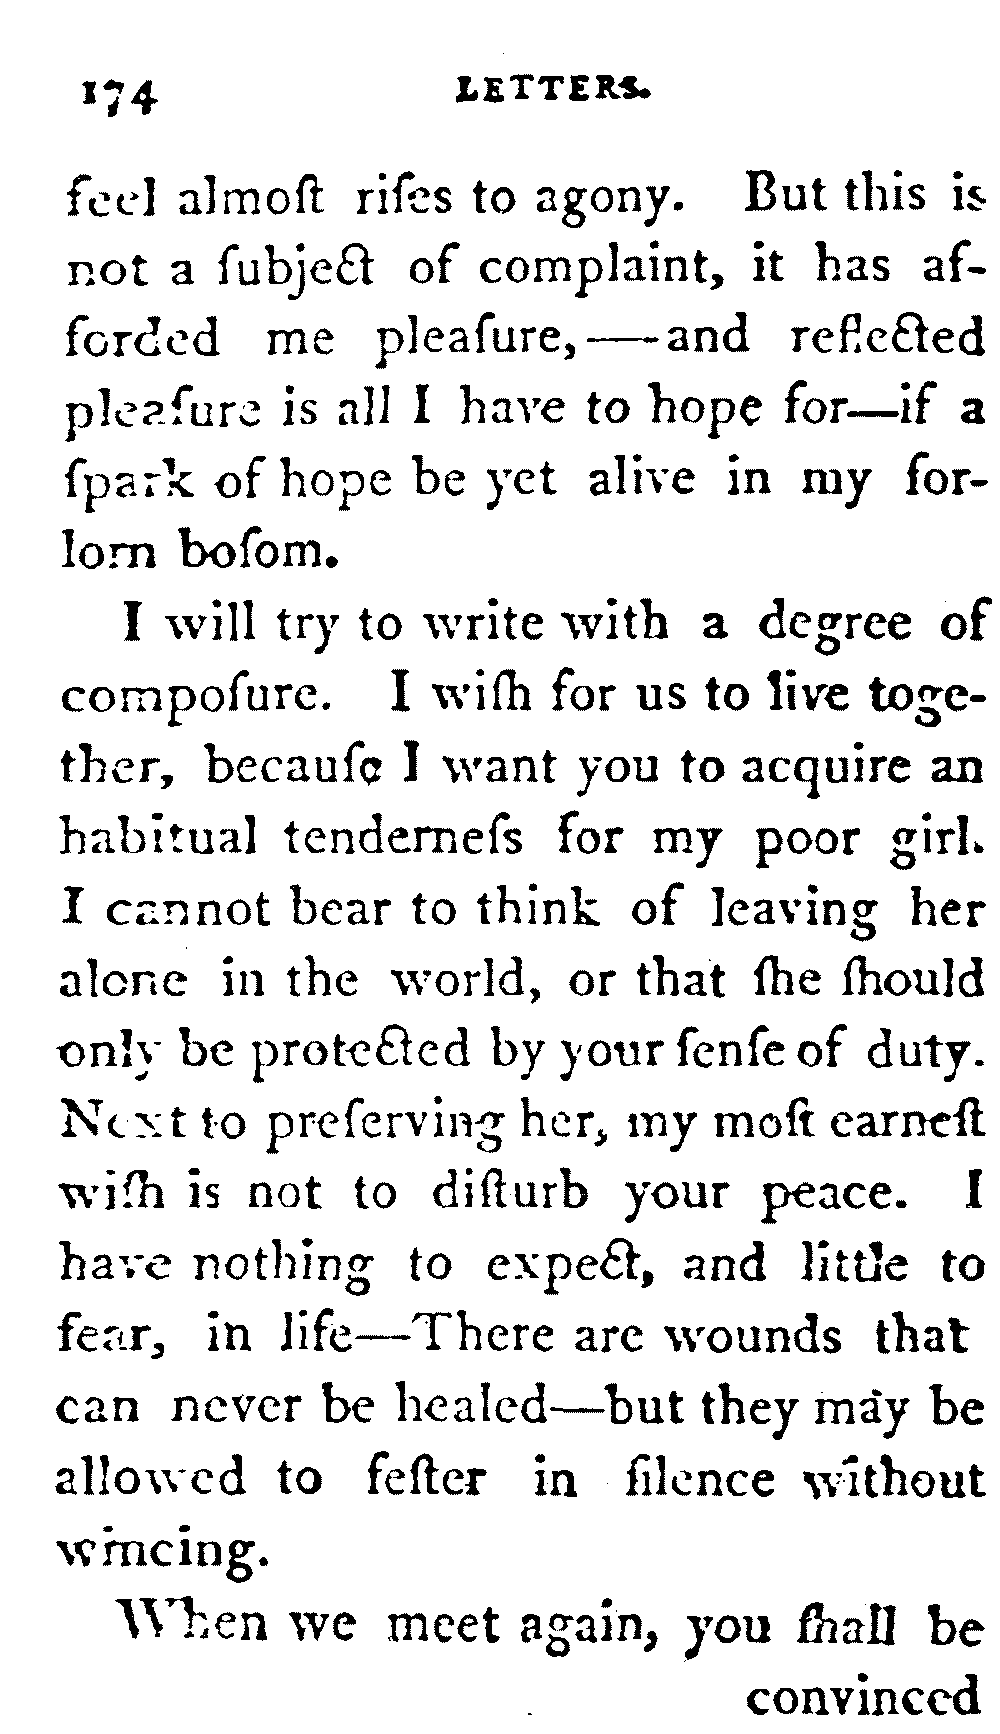 174 LETTERS.
feel almoſt riſes to agony. But this is
not a ſubject of complaint, it has af-
forded me pleaſure,——and reflected
pleaſure is all I have to hope for—if a
ſpark of hope be yet alive in my for-
lorn boſom.
I will try to write with a degree of
compoſure. I wiſh for us to live toge-
ther, becauſe I want you to acquire an
habitual tenderneſs for my poor girl.
I cannot bear to think of leaving her
alone in the world, or that ſhe ſhould
only be protected by your ſenſe of duty.
Next to preſerving her, my moſt earneſt
wiſh is not to diſturb your peace. I
have nothing to expect, and little to
fear, in life—There are wounds that
can never be healed—but they may be
allowed to feſter in ſilence without
wincing.
When we meet again, you ſhall be
convinced